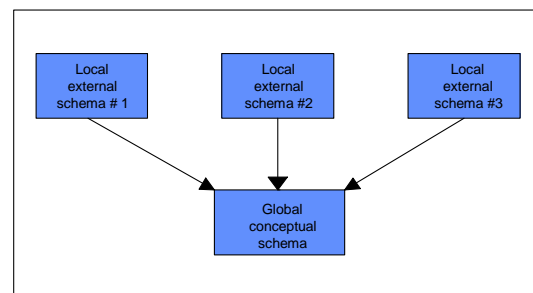 Local
external
schema # 1
Local
external
schema #2
Local
external
schema #3
Global
conceptual
schema